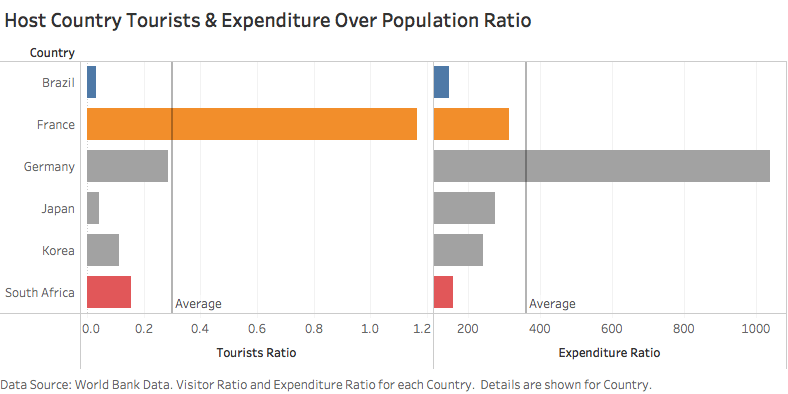 Host Country Tourists & Expenditure Over Population Ratio
Country
Brazil
France
Germany
Japan
Korea
South Africa
Average
Average
0.0 0.2 0.4 0.6 0.8 1.0 1.2
200 400 600 800 1000
Tourists Ratio
Expenditure Ratio
Data Source: World Bank Data. Visitor Ratio and Expenditure Ratio for each Country. Details are shown for Country.